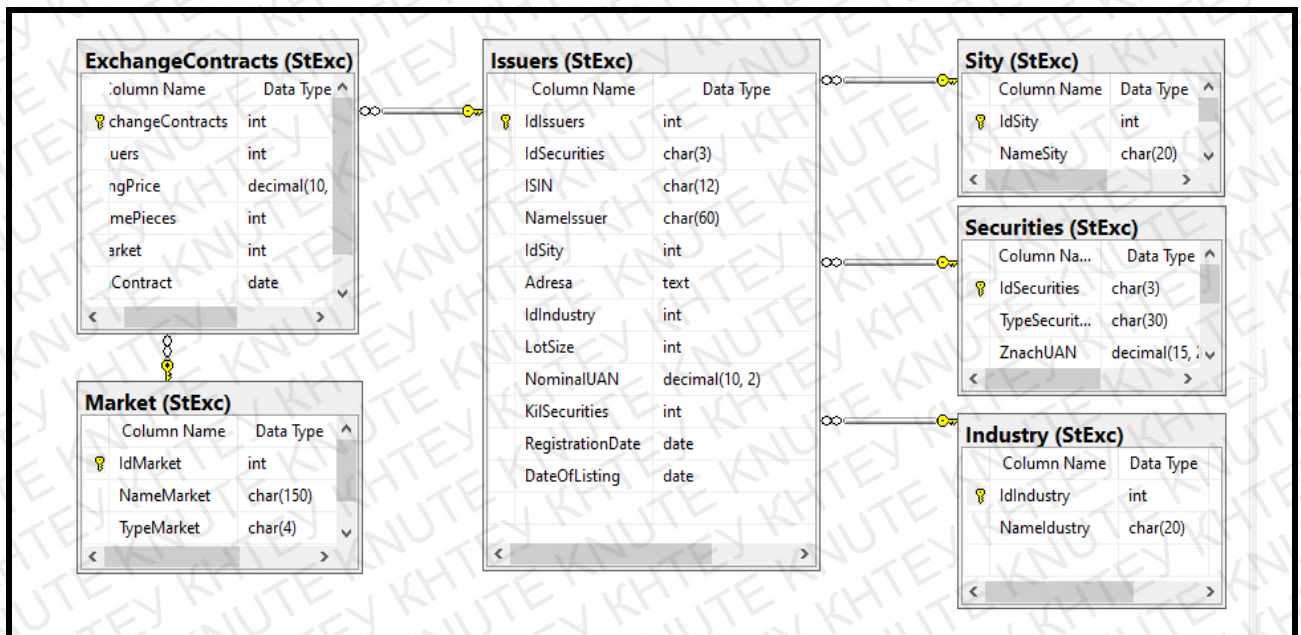 ExchangeContracts (StExc)
:olumn Name Data Type
changeContracts int
uers int
ngPrice decimal(10,
mePieces int
arket int
Contract date
Market (StExc)
Column Name Data Type
IdMarket int
NameMarket char(150)
TypeMarket char(4)
Issuers (StExc)
Column Name Data Type
IdIssuers int
IdSecurities char(3)
ISIN char(12)
NameIssuer char(60)
IdSity int
Adresa text
IdIndustry int
LotSize int
NominalUAN decimal(10, 2)
KilSecurities int
RegistrationDate date
DateOfListing date
Sity (StExc)
Column Name Data Type
IdSity int
NameSity char(20)
Securities (StExc)
Column Na... Data Type
IdSecurities char(3)
TypeSecurit... char(30)
ZnachUAN decimal(15,
Industry (StExc)
Column Name Data Type
IdIndustry int
NameIdustry char(20)
KNUTE KHTEY